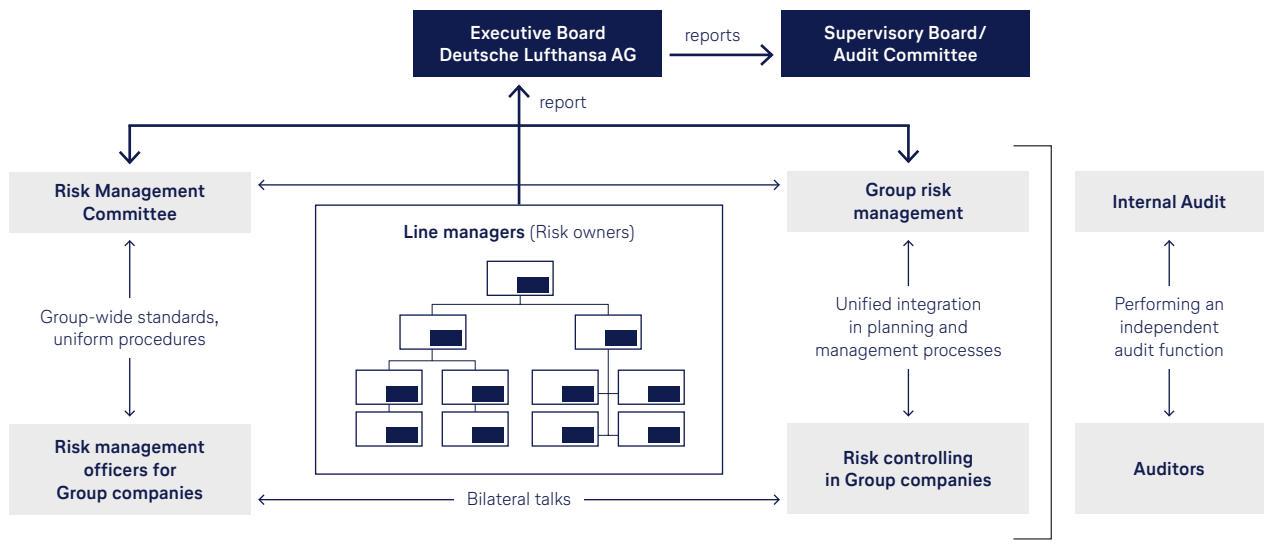 Executive Board
Deutsche Lufthansa AG
reports
Supervisory Board/
Audit Committee
report
Risk Management
Committee
Group risk
management
Internal Audit
Line managers (Risk owners)
Group-wide standards,
uniform procedures
Unified integration
in planning and
management processes
Performing an
independent
audit function
Risk management
officers for
Group companies
Bilateral talks
Risk controlling
in Group companies
Auditors